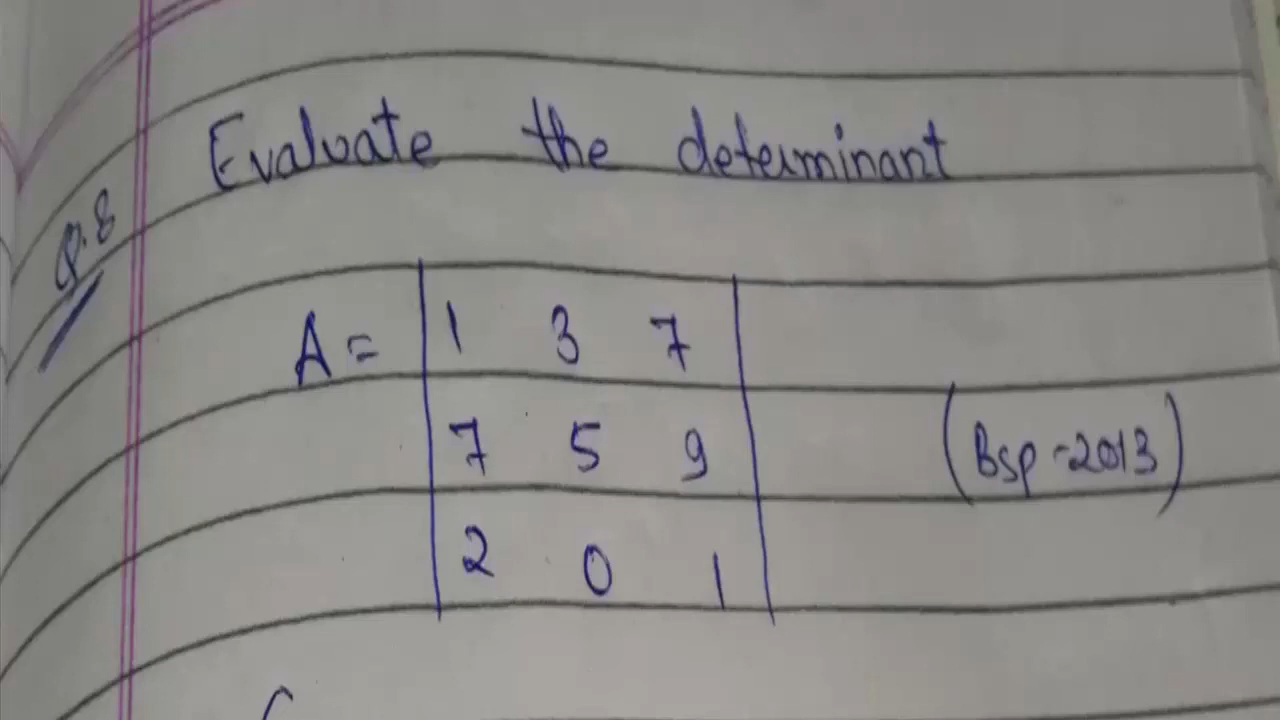 Evaluate the determinant
Q.8
A = | 1 3 7 |
| 7 5 9 | (Bsp-2013)
| 2 0 1 |